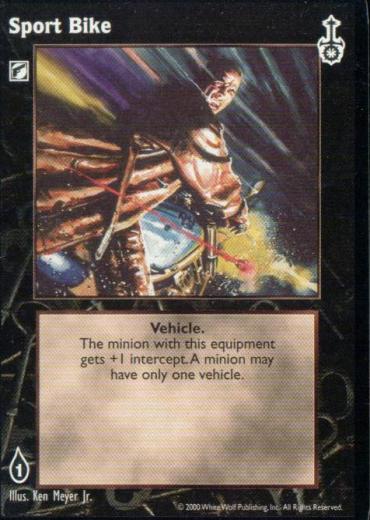 Sport Bike
Vehicle.
The minion with this equipment
gets +1 intercept. A minion may
have only one vehicle.
1
Illus. Ken Meyer Jr.
© 2000 White Wolf Publishing, Inc. All Rights Reserved.